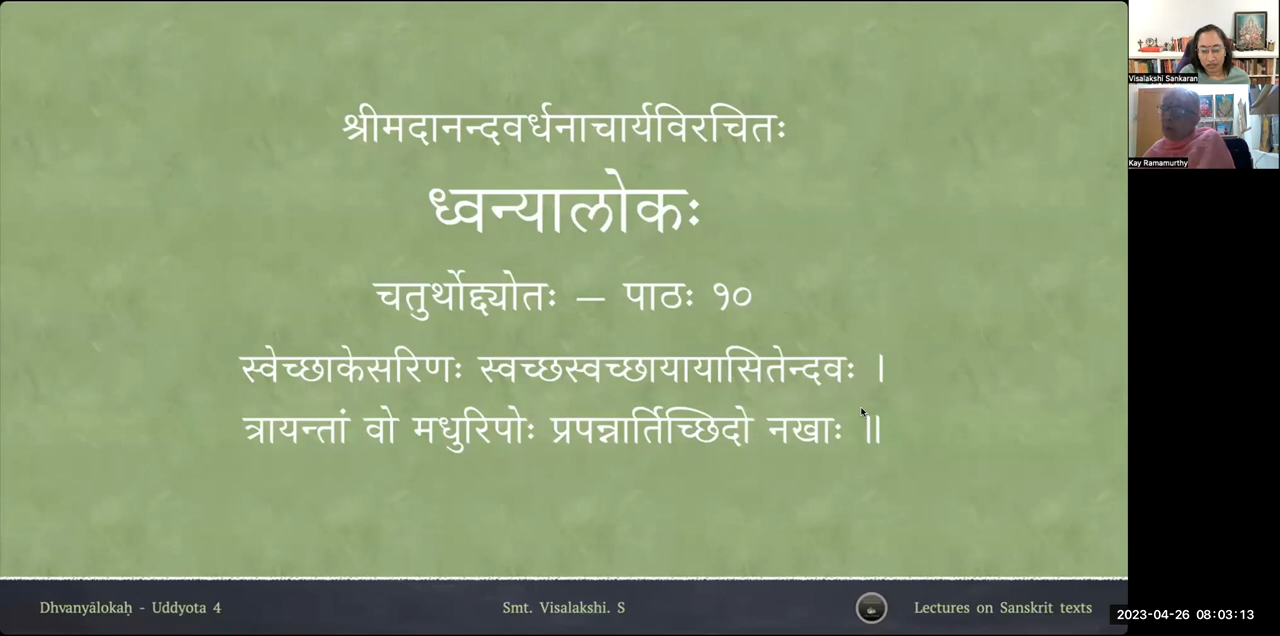 श्रीमदानन्दवर्धनाचार्यविरचितः
ध्वन्यालोकः
चतुर्थोद्द्योतः – पाठः १०
स्वेच्छाकेसरिणः स्वच्छस्वच्छायायासितेन्दवः ।
त्रायन्तां वो मधुरिपोः प्रपन्नार्तिच्छिदो नखाः ॥
Dhvanyālokaḥ - Uddyota 4
Smt. Visalakshi. S
Lectures on Sanskrit texts
Visalakshi Sankaran
Kay Ramamurthy
2023-04-26 08:03:13